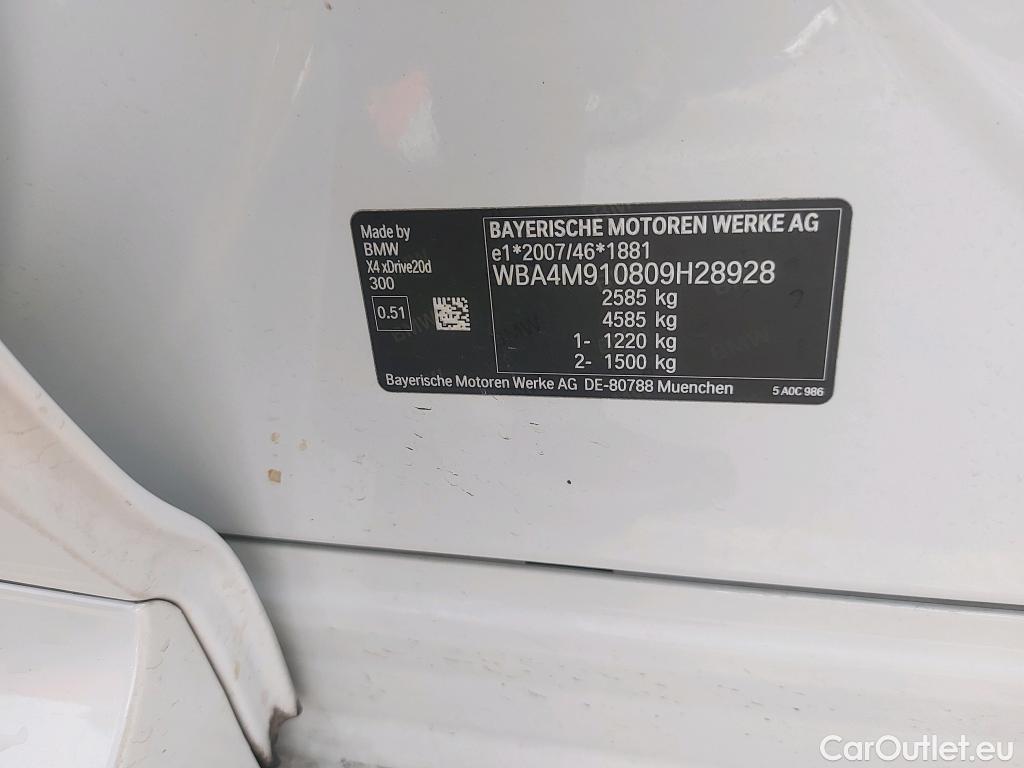 Made by
BMW
X4 xDrive20d
300
0.51
BAYERISCHE MOTOREN WERKE AG
e1*2007/46*1881
WBA4M910809H28928
2585 kg
4585 kg
1- 1220 kg
2- 1500 kg
Bayerische Motoren Werke AG DE-80788 Muenchen
5 A0C 986
CarOutlet.eu